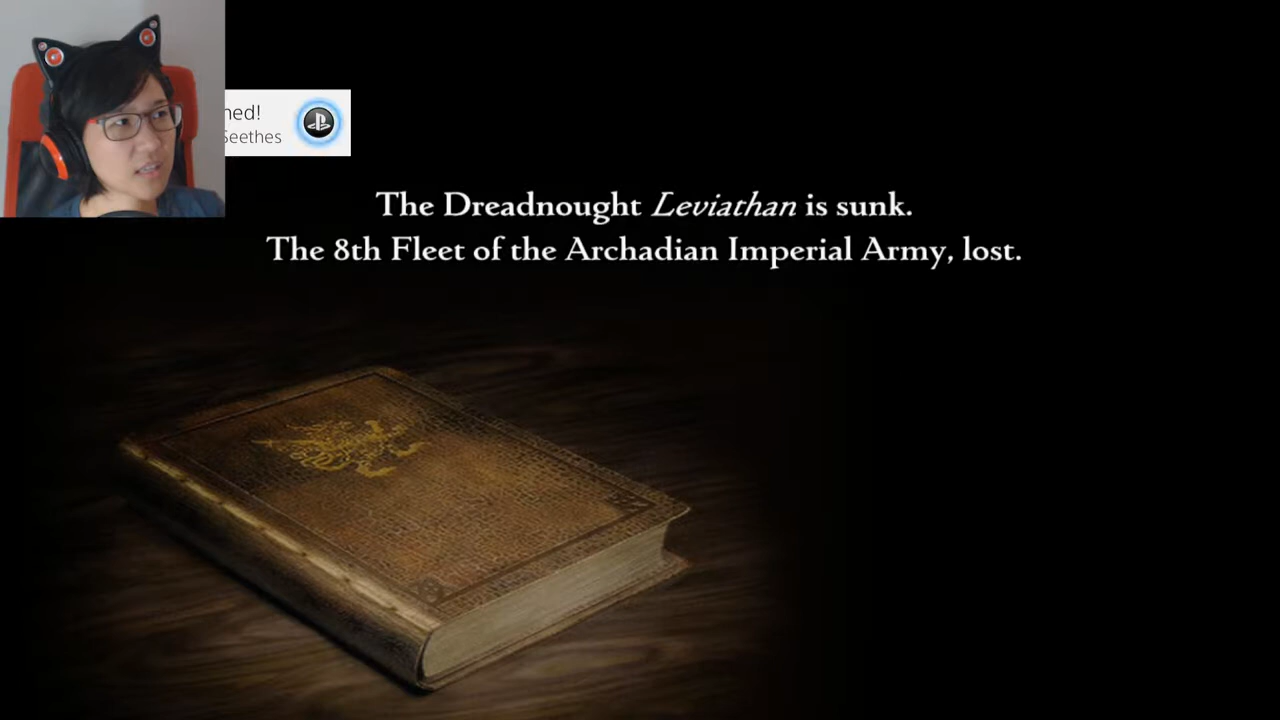 ned!
Seethes
The Dreadnought Leviathan is sunk.
The 8th Fleet of the Archadian Imperial Army, lost.